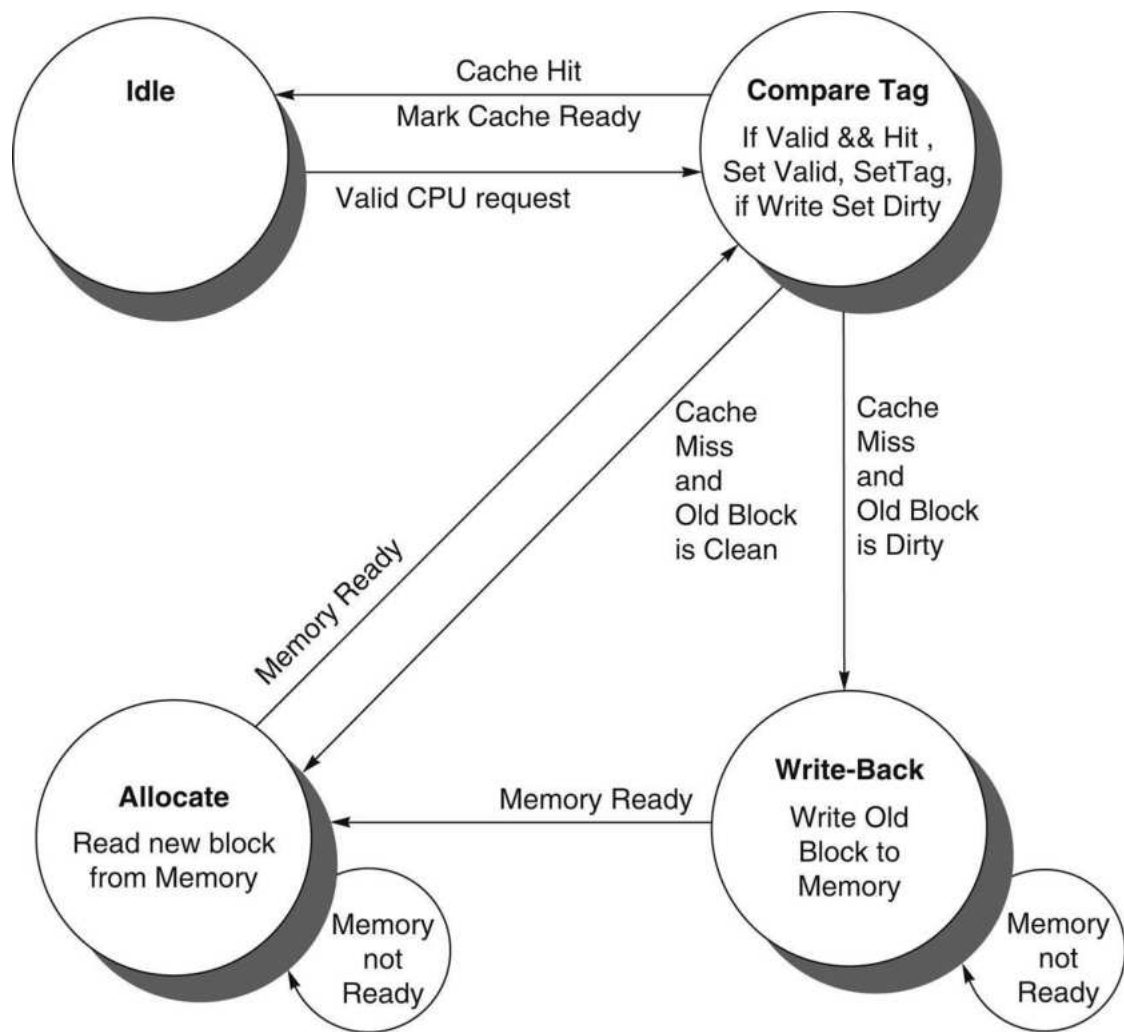 Idle
Cache Hit
Mark Cache Ready
Valid CPU request
Compare Tag
If Valid && Hit ,
Set Valid, SetTag,
if Write Set Dirty
Cache
Miss
and
Old Block
is Clean
Cache
Miss
and
Old Block
is Dirty
Memory Ready
Allocate
Read new block
from Memory
Memory
not
Ready
Memory Ready
Write-Back
Write Old
Block to
Memory
Memory
not
Ready